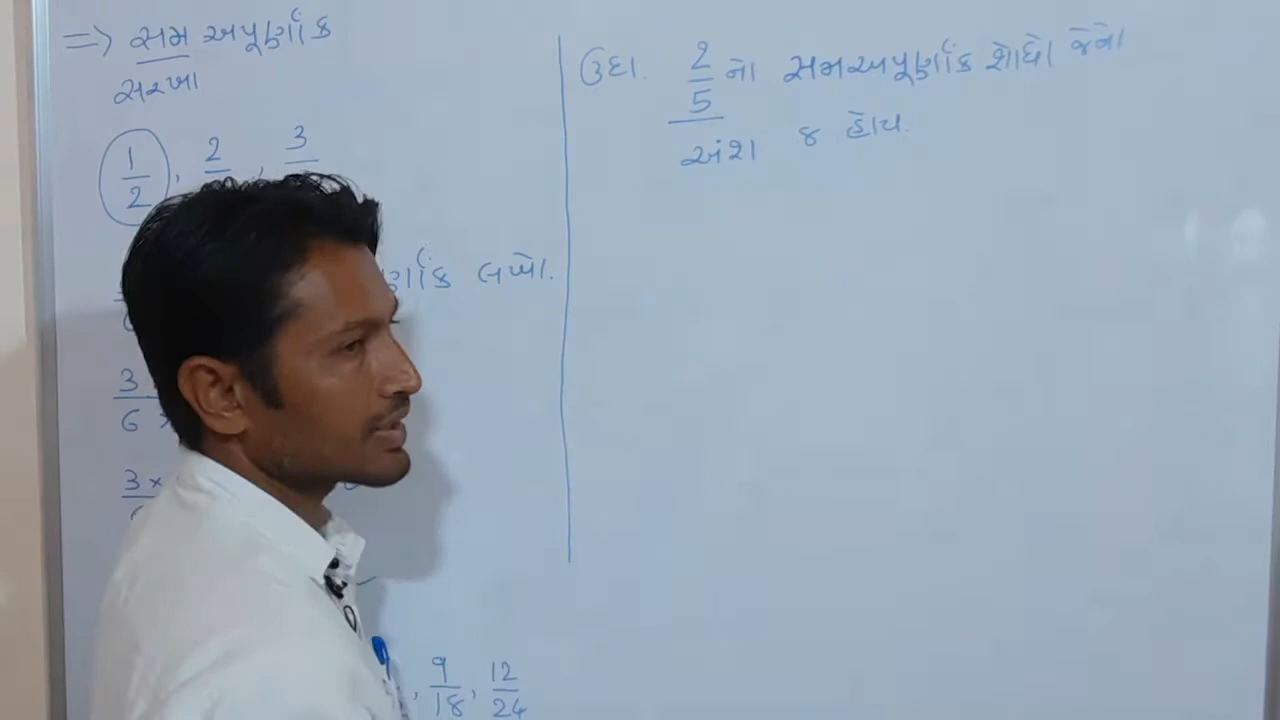 => સમ અપૂર્ણાંક
સરખા
1/2, 2/, 3/
ર્ણાંક લખો.
3
6 ×
3 ×
, 9/18, 12/24
ઉદા. 2/5 નો સમઅપૂર્ણાંક શોધો જેનો
અંશ ૪ હોય.